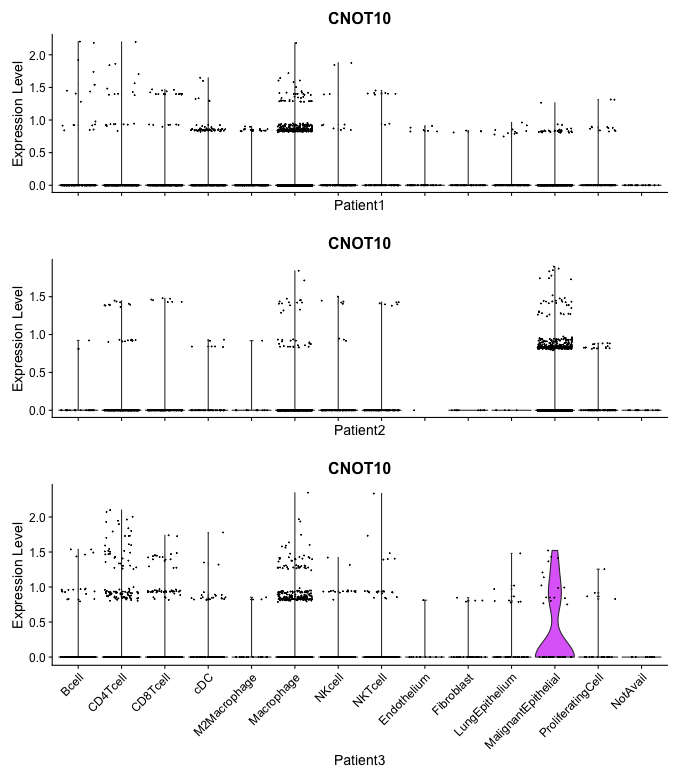 CNOT10
Expression Level
2.0
1.5
1.0
0.5
0.0
Patient1
CNOT10
Expression Level
1.5
1.0
0.5
0.0
Patient2
CNOT10
Expression Level
2.0
1.5
1.0
0.5
0.0
Bcell
CD4Tcell
CD8Tcell
cDC
M2Macrophage
Macrophage
NKcell
NKTcell
Endothelium
Fibroblast
LungEpithelium
MalignantEpithelial
ProliferatingCell
NotAvail
Patient3